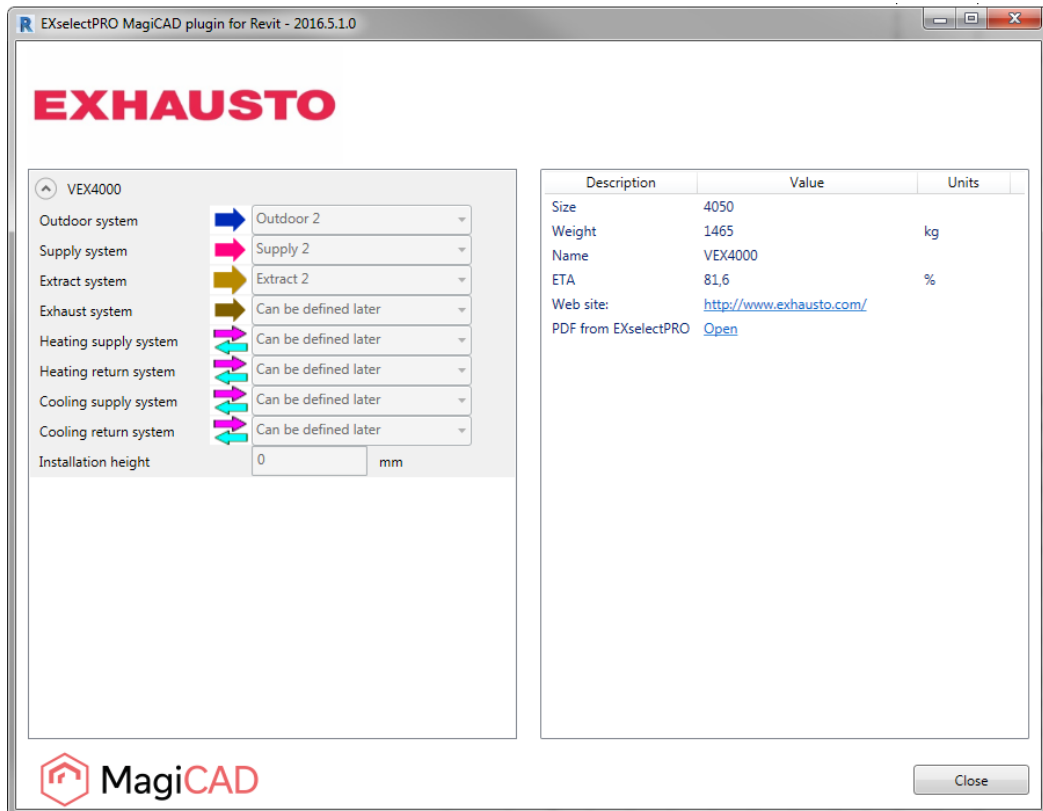 EXselectPRO MagiCAD plugin for Revit - 2016.5.1.0
EXHAUSTO
VEX4000
Outdoor system Outdoor 2
Supply system Supply 2
Extract system Extract 2
Exhaust system Can be defined later
Heating supply system Can be defined later
Heating return system Can be defined later
Cooling supply system Can be defined later
Cooling return system Can be defined later
Installation height 0 mm
Description Value Units
Size 4050
Weight 1465 kg
Name VEX4000
ETA 81,6 %
Web site: http://www.exhausto.com/
PDF from EXselectPRO Open
MagiCAD
Close